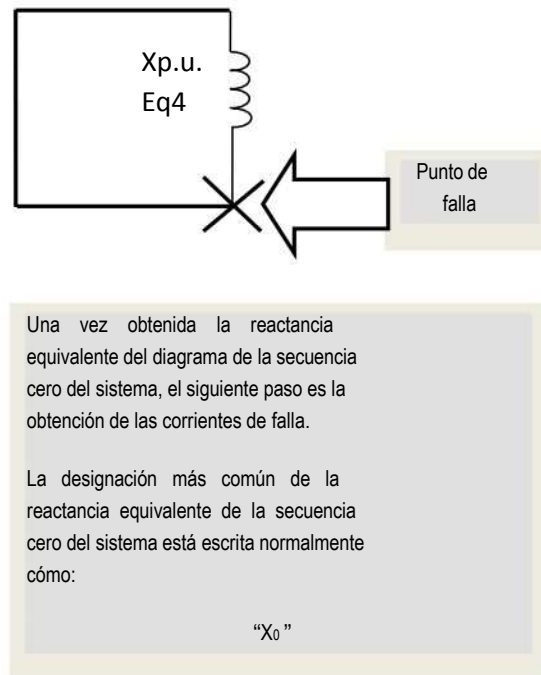 Xp.u.
Eq4
Punto de
falla
Una vez obtenida la reactancia
equivalente del diagrama de la secuencia
cero del sistema, el siguiente paso es la
obtención de las corrientes de falla.
La designación más común de la
reactancia equivalente de la secuencia
cero del sistema está escrita normalmente
cómo:
“X₀ ”